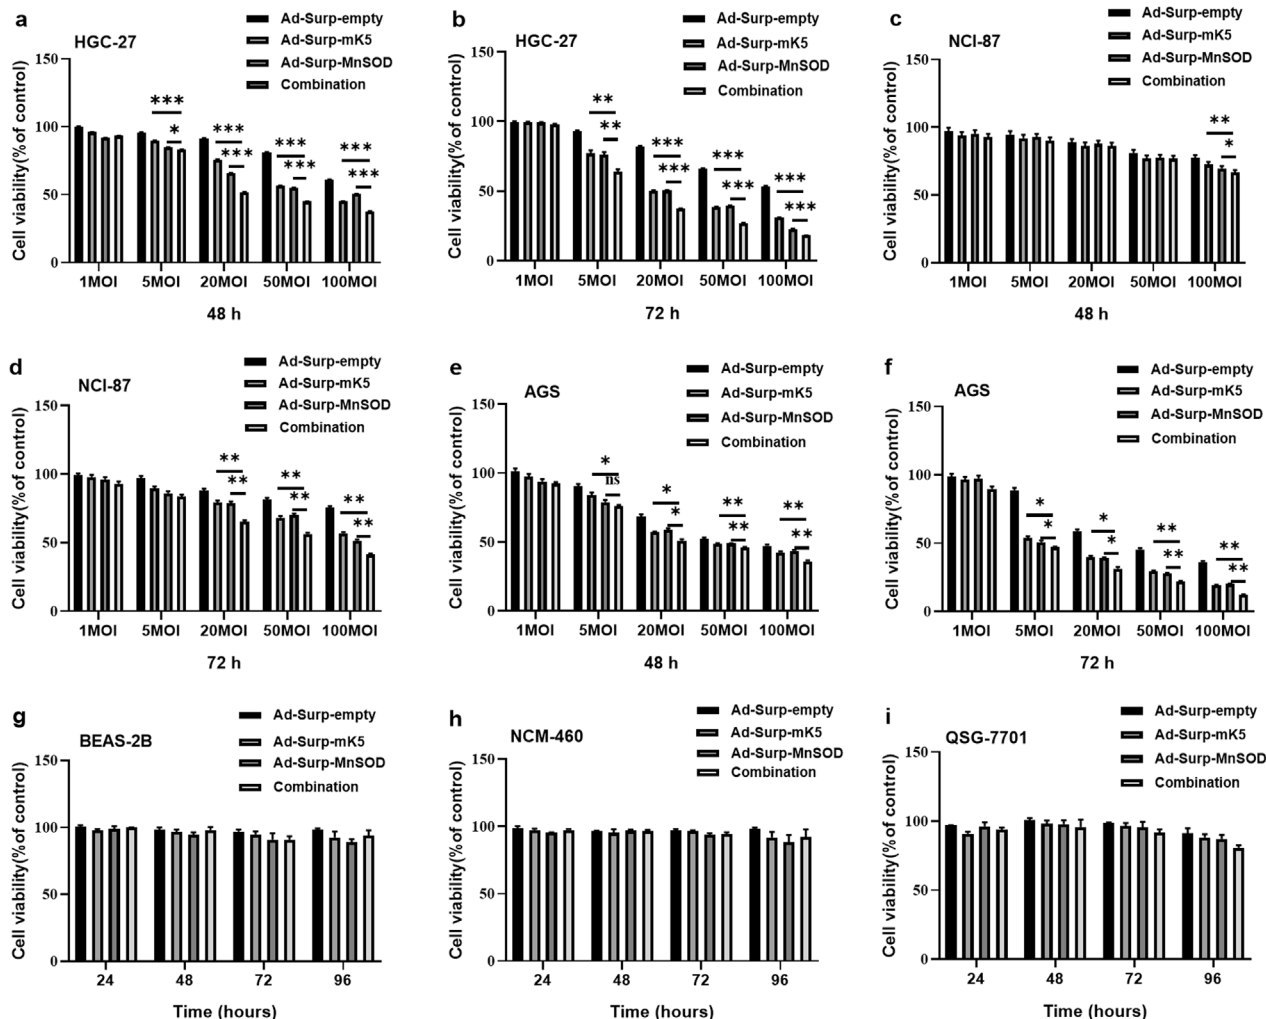 a
HGC-27
Ad-Surp-empty
Ad-Surp-mK5
Ad-Surp-MnSOD
Combination
Cell viability(% of control)
150
100
50
0
***
*
***
***
***
***
***
***
1MOI 5MOI 20MOI 50MOI 100MOI
48 h
b
HGC-27
Ad-Surp-empty
Ad-Surp-mK5
Ad-Surp-MnSOD
Combination
Cell viability(% of control)
150
100
50
0
**
**
***
***
***
***
***
***
1MOI 5MOI 20MOI 50MOI 100MOI
72 h
c
NCI-87
Ad-Surp-empty
Ad-Surp-mK5
Ad-Surp-MnSOD
Combination
Cell viability(% of control)
150
100
50
0
**
*
1MOI 5MOI 20MOI 50MOI 100MOI
48 h
d
NCI-87
Ad-Surp-empty
Ad-Surp-mK5
Ad-Surp-MnSOD
Combination
Cell viability(% of control)
150
100
50
0
**
**
**
**
**
**
1MOI 5MOI 20MOI 50MOI 100MOI
72 h
e
AGS
Ad-Surp-empty
Ad-Surp-mK5
Ad-Surp-MnSOD
Combination
Cell viability(% of control)
150
100
50
0
*
ns
*
*
**
**
**
**
1MOI 5MOI 20MOI 50MOI 100MOI
48 h
f
AGS
Ad-Surp-empty
Ad-Surp-mK5
Ad-Surp-MnSOD
Combination
Cell viability(% of control)
150
100
50
0
*
*
*
*
**
**
**
**
1MOI 5MOI 20MOI 50MOI 100MOI
72 h
g
BEAS-2B
Ad-Surp-empty
Ad-Surp-mK5
Ad-Surp-MnSOD
Combination
Cell viability(% of control)
150
100
50
0
24 48 72 96
Time (hours)
h
NCM-460
Ad-Surp-empty
Ad-Surp-mK5
Ad-Surp-MnSOD
Combination
Cell viability(% of control)
150
100
50
0
24 48 72 96
Time (hours)
i
QSG-7701
Ad-Surp-empty
Ad-Surp-mK5
Ad-Surp-MnSOD
Combination
Cell viability(% of control)
150
100
50
0
24 48 72 96
Time (hours)